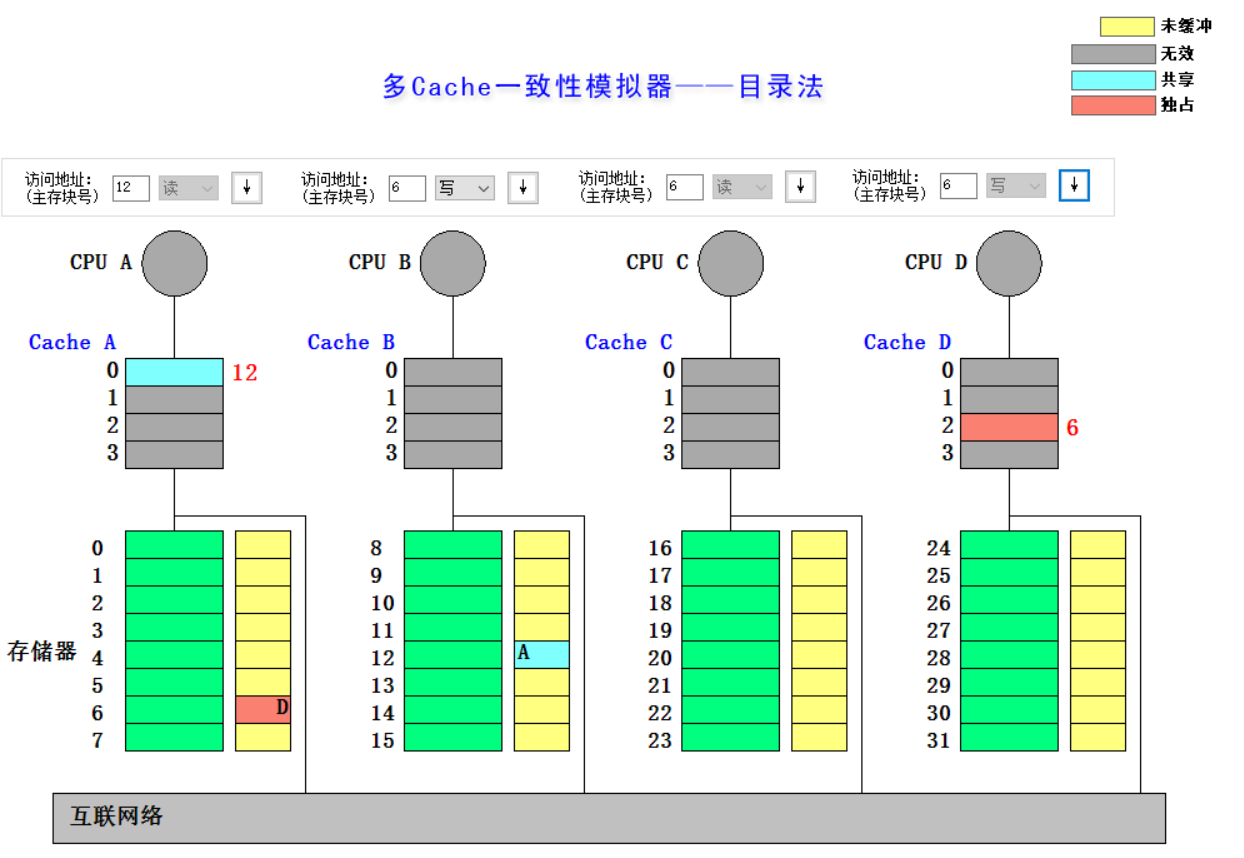 未缓冲
无效
共享
独占
多Cache一致性模拟器——目录法
访问地址: 12 读 ↓ 访问地址: 6 写 ↓ 访问地址: 6 读 ↓ 访问地址: 6 写 ↓
(主存块号) (主存块号) (主存块号) (主存块号)
CPU A CPU B CPU C CPU D
Cache A Cache B Cache C Cache D
0 12 0 0 0
1 1 1 1
2 2 2 2 6
3 3 3 3
0 8 16 24
1 9 17 25
2 10 18 26
3 11 19 27
存储器 4 12 A 20 28
5 13 21 29
6 D 14 22 30
7 15 23 31
互联网络